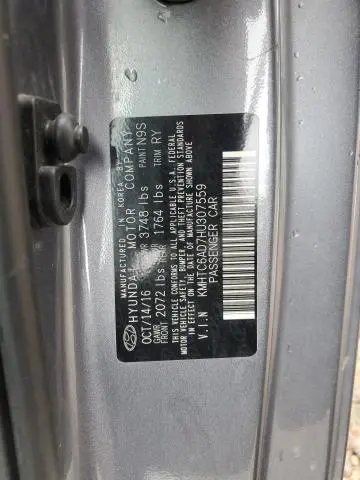 MANUFACTURED IN KOREA BY
HYUNDAI MOTOR COMPANY
OCT/14/16 GVWR 3748 lbs PAINT N9S
GAWR FRONT 2072 lbs REAR 1764 lbs TRIM RY
THIS VEHICLE CONFORMS TO ALL APPLICABLE U.S.A. FEDERAL
MOTOR VEHICLE SAFETY, BUMPER, AND THEFT PREVENTION STANDARDS
IN EFFECT ON THE DATE OF MANUFACTURE SHOWN ABOVE
V.I.N KMHTC6AD7HU307559
PASSENGER CAR